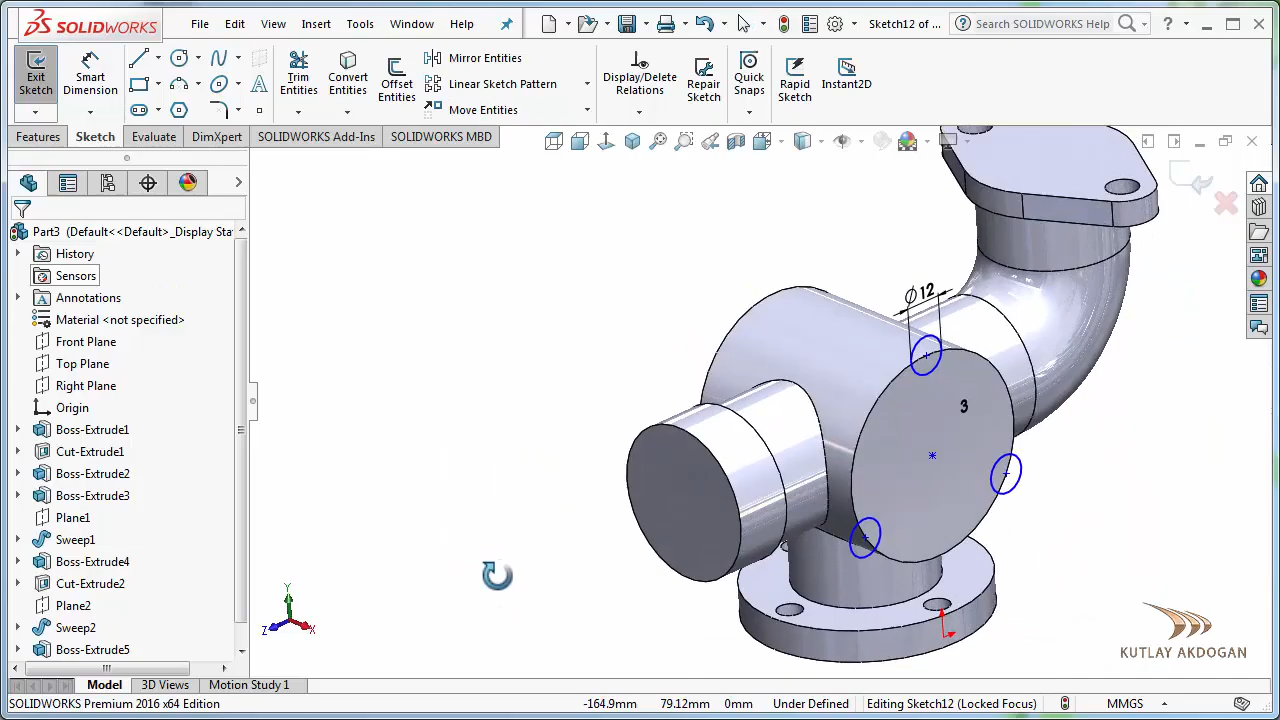 SOLIDWORKS
File Edit View Insert Tools Window Help
Sketch12 of ...
Search SOLIDWORKS Help
Exit Sketch
Smart Dimension
Trim Entities
Convert Entities
Offset Entities
Mirror Entities
Linear Sketch Pattern
Move Entities
Display/Delete Relations
Repair Sketch
Quick Snaps
Rapid Sketch
Instant2D
Features Sketch Evaluate DimXpert SOLIDWORKS Add-Ins SOLIDWORKS MBD
Part3 (Default<<Default>_Display Sta
History
Sensors
Annotations
Material <not specified>
Front Plane
Top Plane
Right Plane
Origin
Boss-Extrude1
Cut-Extrude1
Boss-Extrude2
Boss-Extrude3
Plane1
Sweep1
Boss-Extrude4
Cut-Extrude2
Plane2
Sweep2
Boss-Extrude5
Ø12
3
Y
Z
X
KUTLAY AKDOGAN
Model 3D Views Motion Study 1
SOLIDWORKS Premium 2016 x64 Edition
-164.9mm 79.12mm 0mm Under Defined Editing Sketch12 (Locked Focus) MMGS